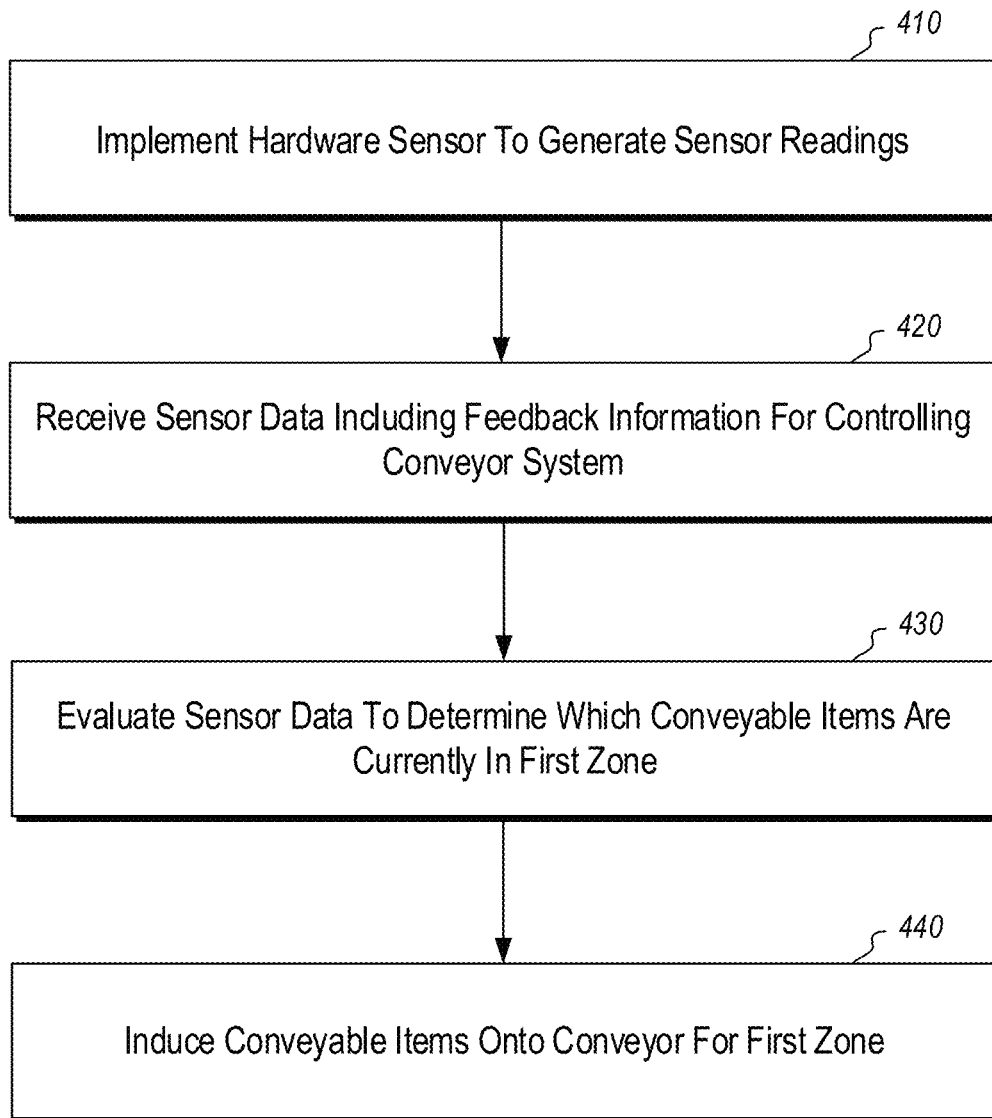 410
Implement Hardware Sensor To Generate Sensor Readings
420
Receive Sensor Data Including Feedback Information For Controlling
Conveyor System
430
Evaluate Sensor Data To Determine Which Conveyable Items Are
Currently In First Zone
440
Induce Conveyable Items Onto Conveyor For First Zone